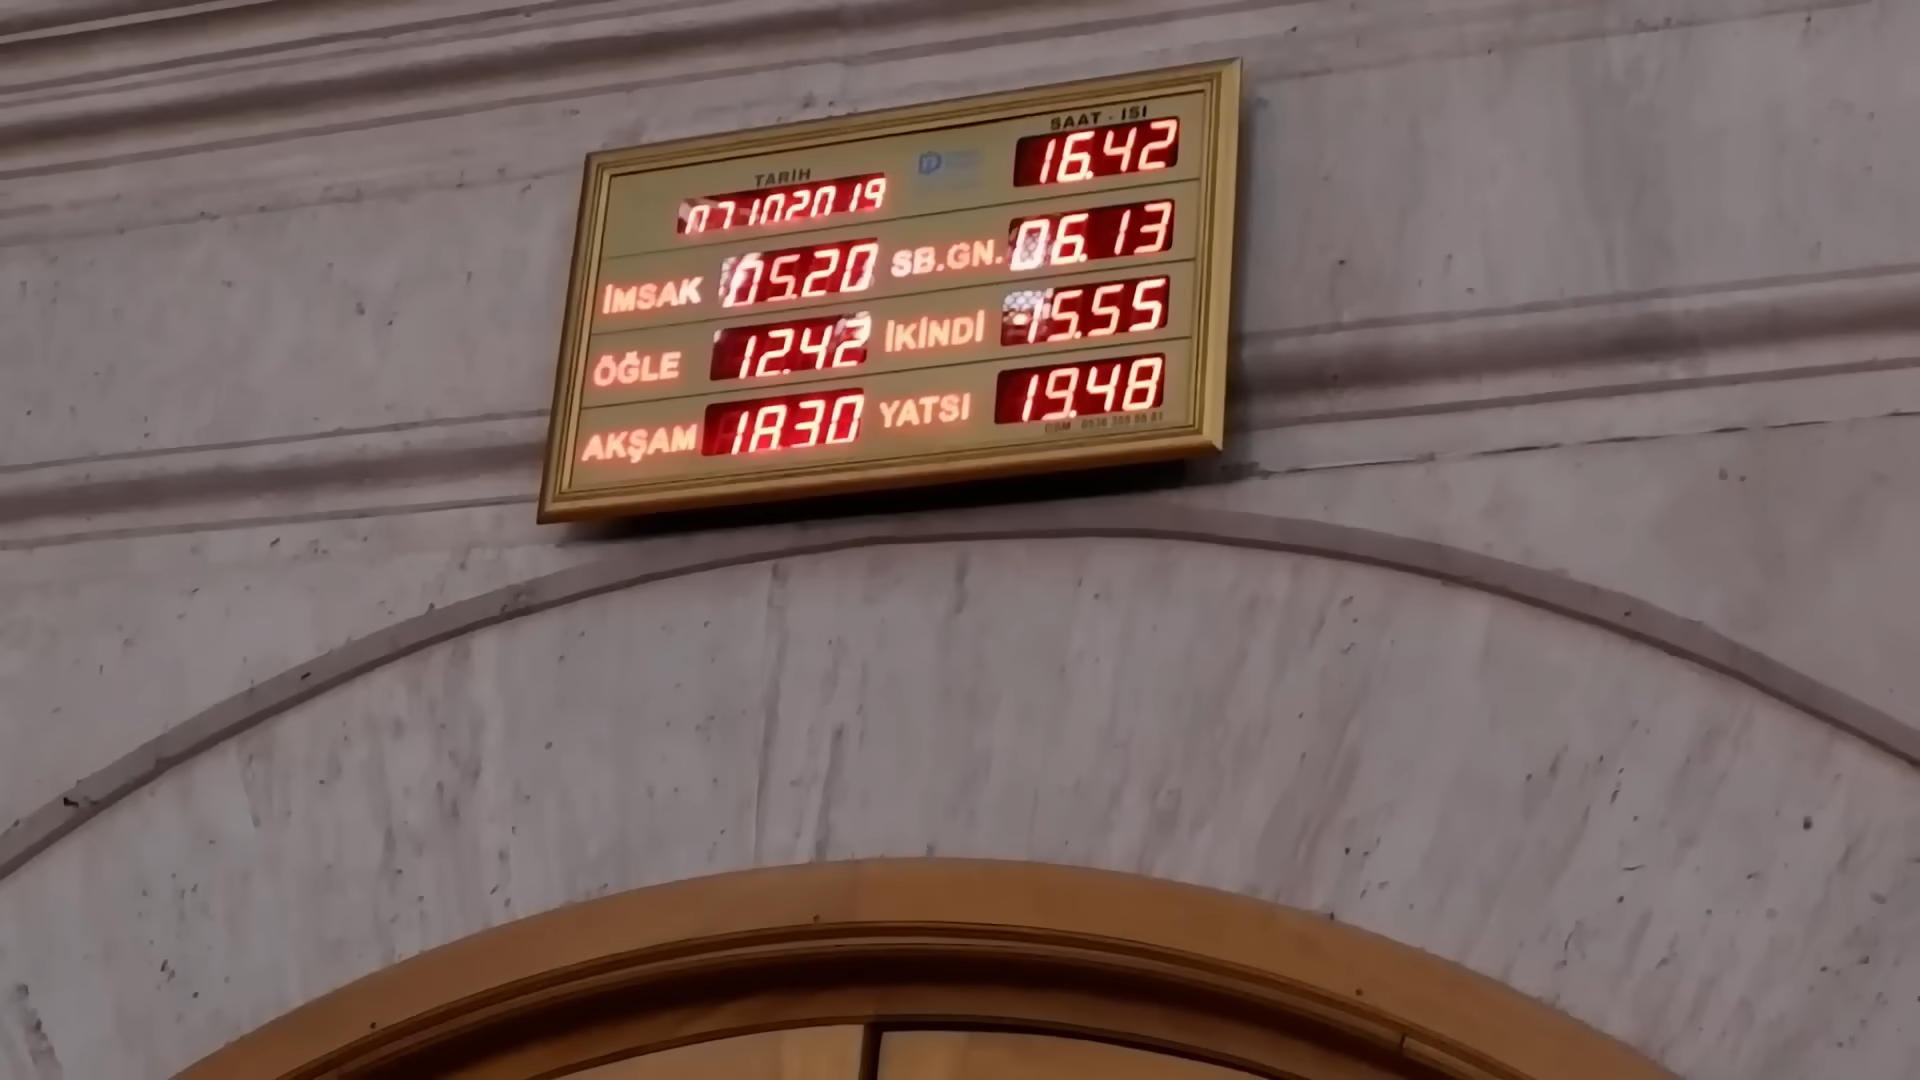 TARİH SAAT - ISI
07.10.2019 16.42
İMSAK 05.20 SB.GN. 06.13
ÖĞLE 12.42 İKİNDİ 15.55
AKŞAM 18.30 YATSI 19.48